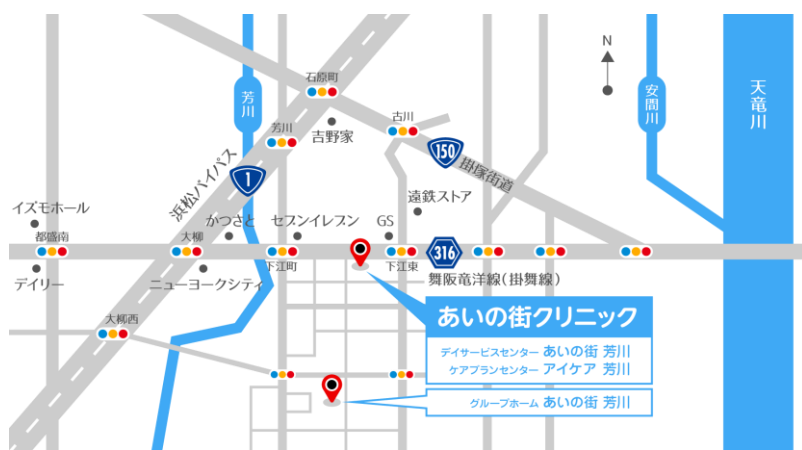 N
石原町
芳川
吉野家
古川
安間川
天竜川
芳川
150
掛塚街道
浜松バイパス
1
遠鉄ストア
イズモホール
かつさと
セブンイレブン
GS
都盛南
大柳
下江町
下江東
316
舞阪竜洋線(掛舞線)
デイリー
ニューヨークシティ
大柳西
あいの街クリニック
デイサービスセンター あいの街 芳川
ケアプランセンター アイケア 芳川
グループホーム あいの街 芳川